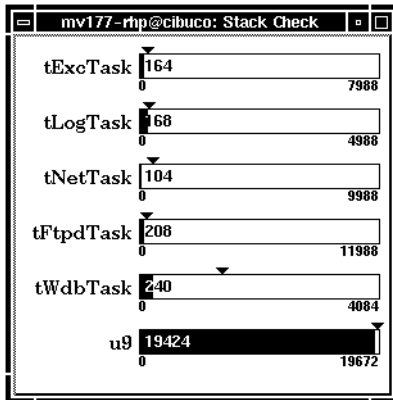 mv177-rhp@cibuco: Stack Check
tExcTask 164
0 7988
tLogTask 168
0 4988
tNetTask 104
0 9988
tFtpdTask 208
0 11988
tWdbTask 240
0 4084
u9 19424
0 19672